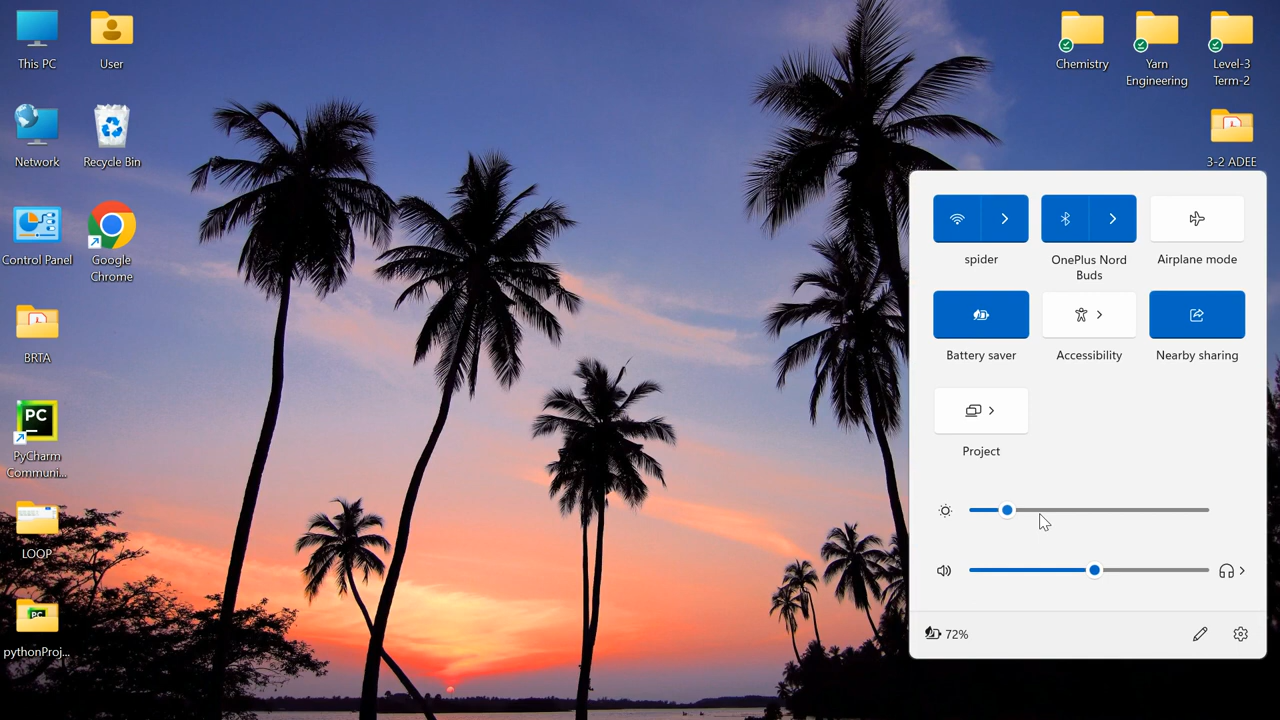 This PC
User
Network
Recycle Bin
Control Panel
Google
Chrome
BRTA
PC
PyCharm
Communi...
LOOP
PC
pythonProj...
Chemistry
Yarn
Engineering
Level-3
Term-2
3-2 ADEE
spider
OnePlus Nord
Buds
Airplane mode
Battery saver
Accessibility
Nearby sharing
Project
72%